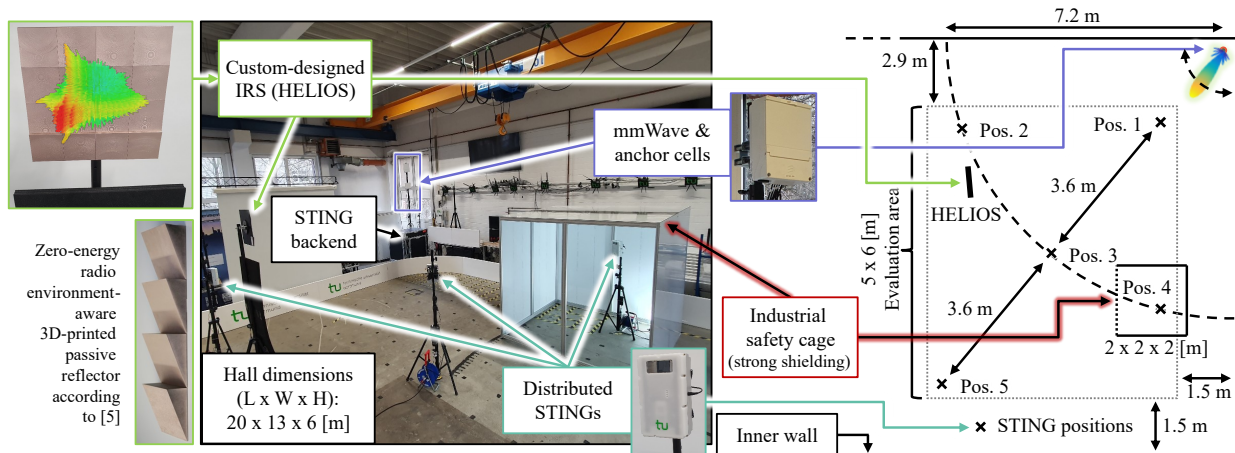 Custom-designed
IRS (HELIOS)
mmWave &
anchor cells
STING
backend
Zero-energy
radio
environment-
aware
3D-printed
passive
reflector
according
to [5]
Hall dimensions
(L x W x H):
20 x 13 x 6 [m]
Distributed
STINGs
Industrial
safety cage
(strong shielding)
Inner wall
tu
tu
tu
7.2 m
2.9 m
Pos. 2
Pos. 1
HELIOS
3.6 m
5 x 6 [m]
Evaluation area
Pos. 3
Pos. 4
3.6 m
2 x 2 x 2 [m]
Pos. 5
1.5 m
STING positions
1.5 m